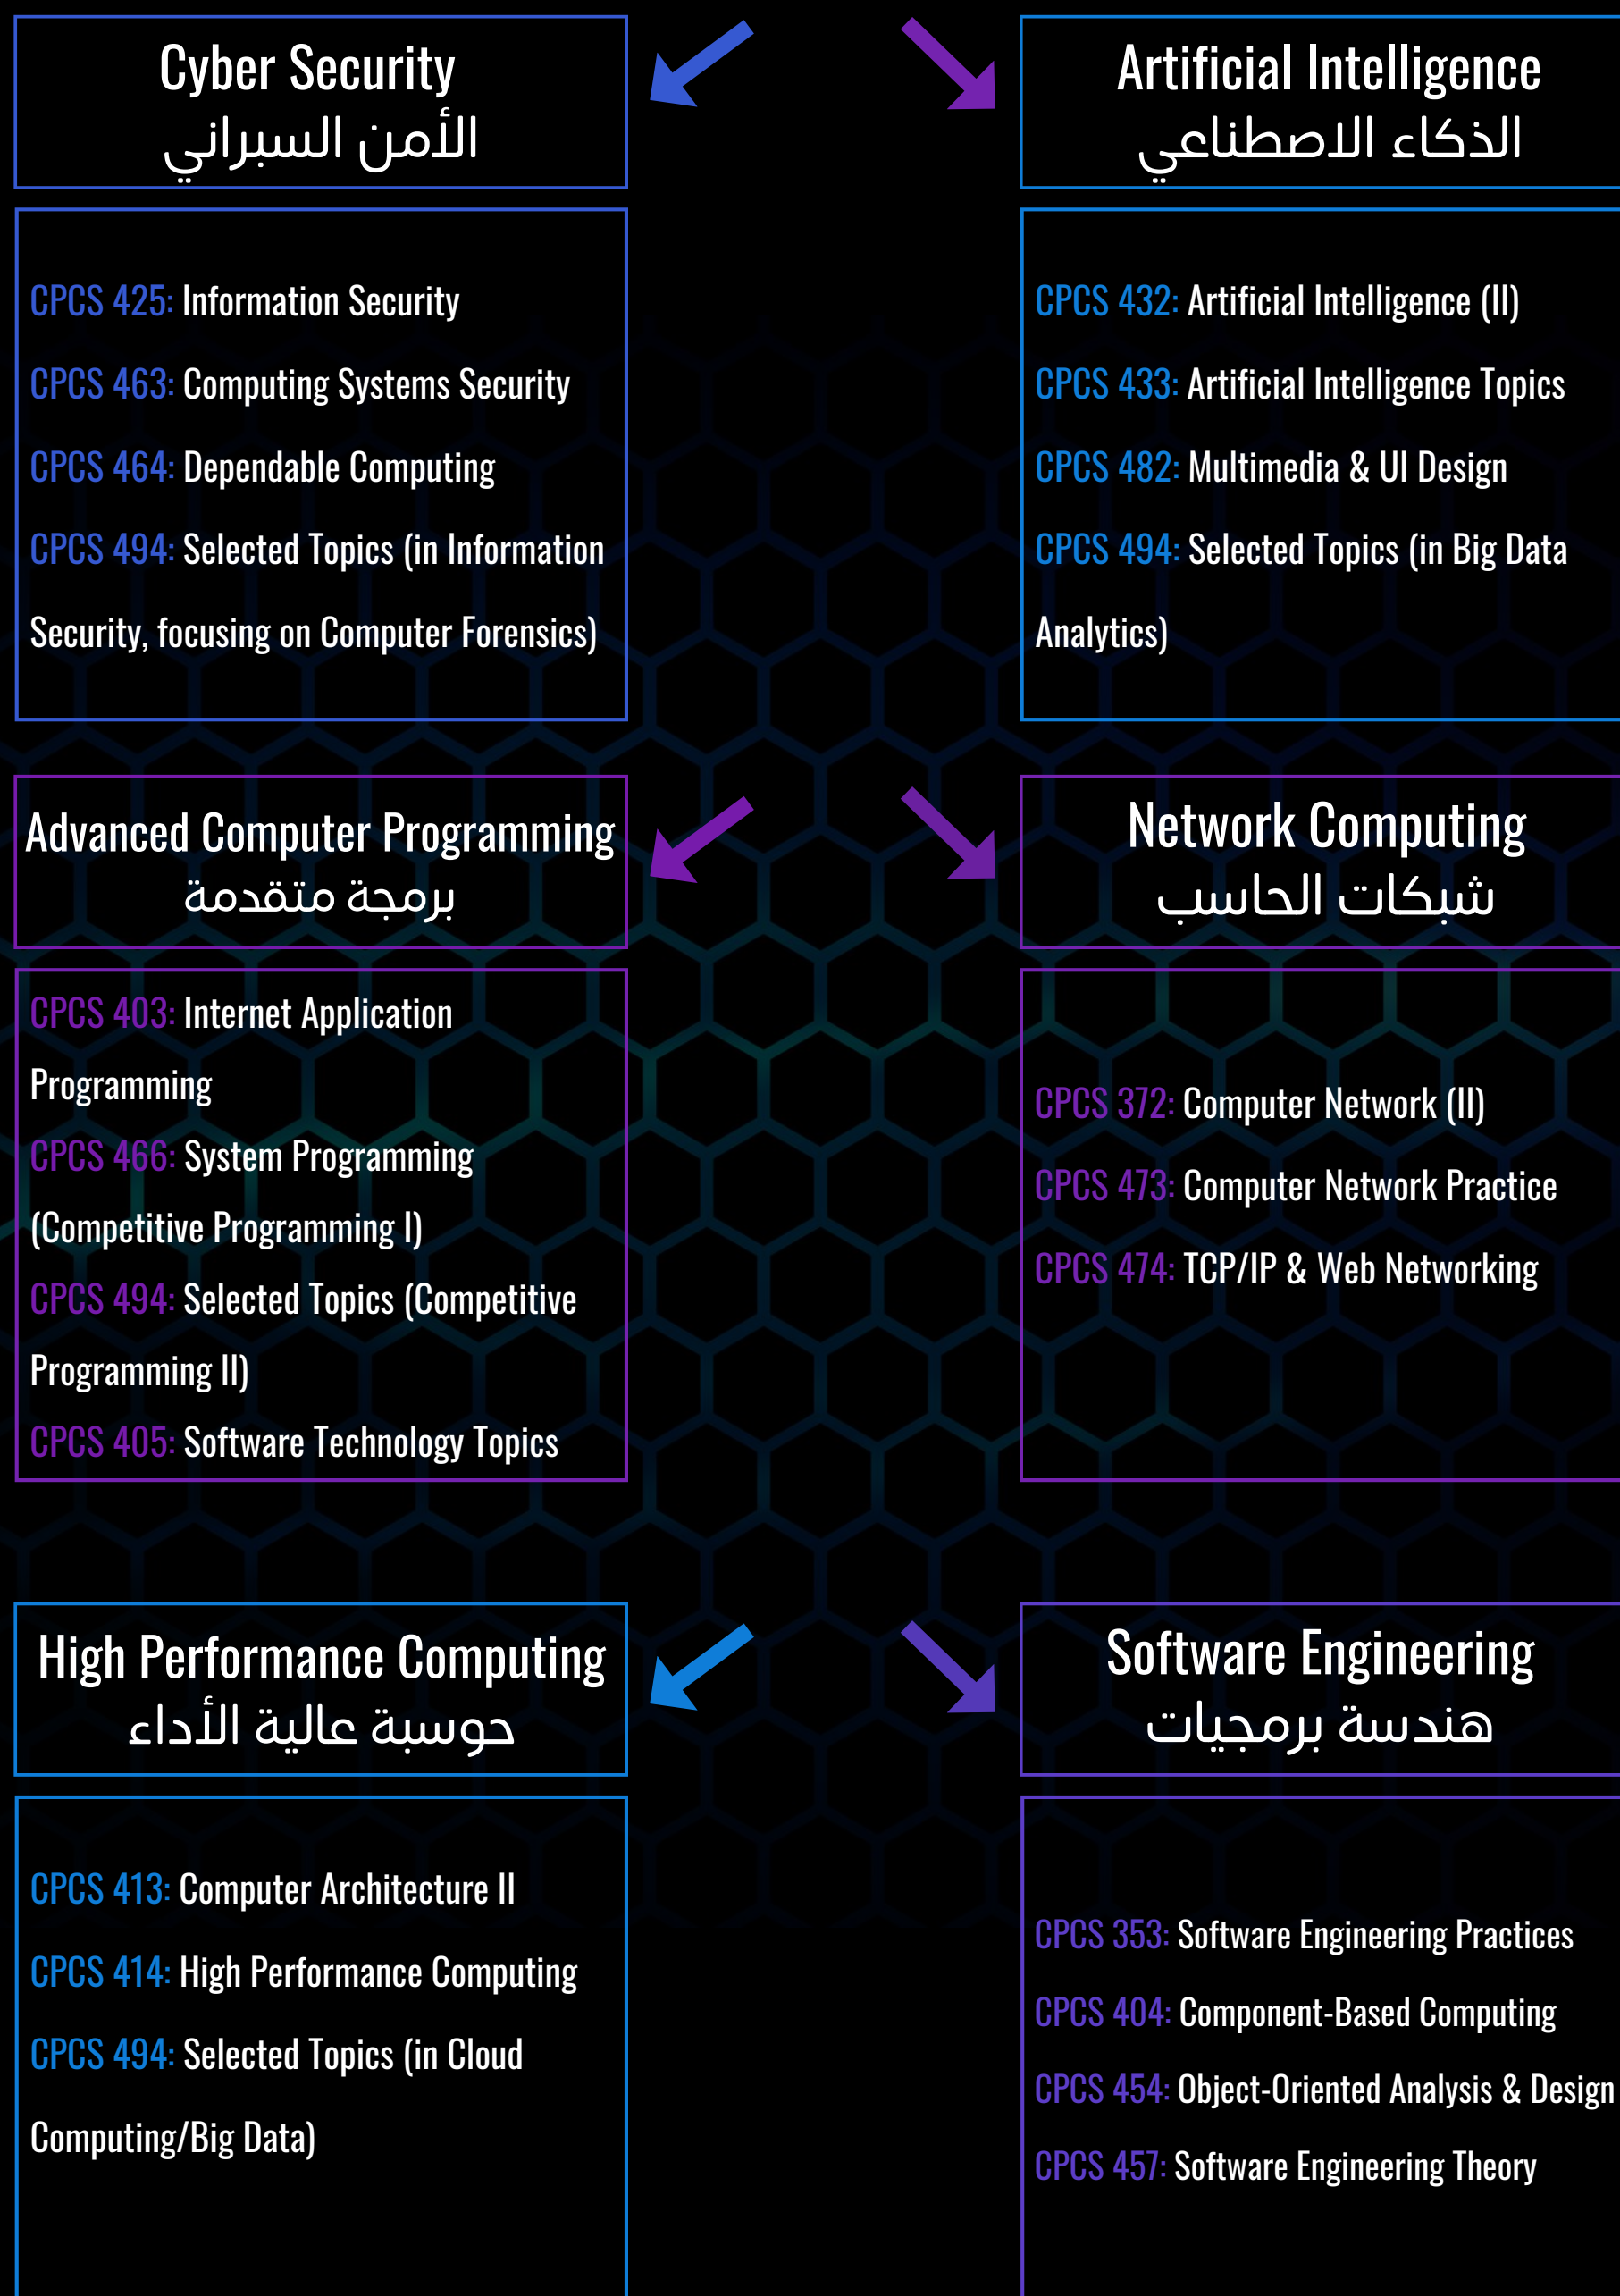 Cyber Security
الأمن السبراني
CPCS 425: Information Security
CPCS 463: Computing Systems Security
CPCS 464: Dependable Computing
CPCS 494: Selected Topics (in Information
Security, focusing on Computer Forensics)
Artificial Intelligence
الذكاء الاصطناعي
CPCS 432: Artificial Intelligence (II)
CPCS 433: Artificial Intelligence Topics
CPCS 482: Multimedia & UI Design
CPCS 494: Selected Topics (in Big Data
Analytics)
Advanced Computer Programming
برمجة متقدمة
CPCS 403: Internet Application
Programming
CPCS 466: System Programming
(Competitive Programming I)
CPCS 494: Selected Topics (Competitive
Programming II)
CPCS 405: Software Technology Topics
Network Computing
شبكات الحاسب
CPCS 372: Computer Network (II)
CPCS 473: Computer Network Practice
CPCS 474: TCP/IP & Web Networking
High Performance Computing
حوسبة عالية الأداء
CPCS 413: Computer Architecture II
CPCS 414: High Performance Computing
CPCS 494: Selected Topics (in Cloud
Computing/Big Data)
Software Engineering
هندسة برمجيات
CPCS 353: Software Engineering Practices
CPCS 404: Component-Based Computing
CPCS 454: Object-Oriented Analysis & Design
CPCS 457: Software Engineering Theory